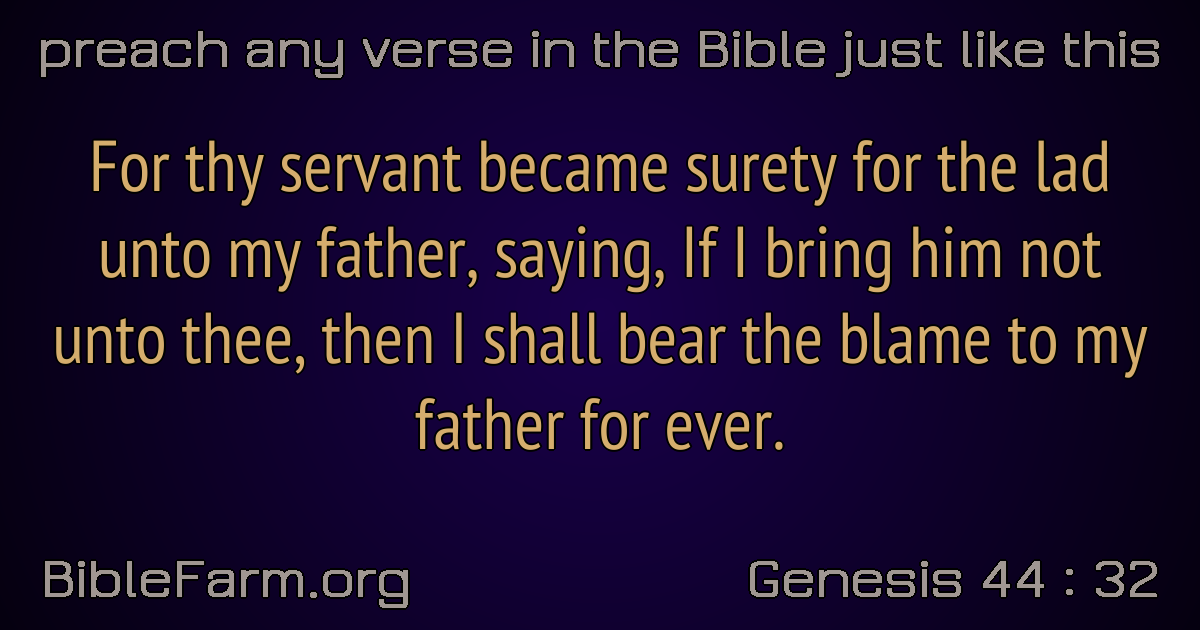 preach any verse in the Bible just like this
For thy servant became surety for the lad
unto my father, saying, If I bring him not
unto thee, then I shall bear the blame to my
father for ever.
BibleFarm.org
Genesis 44 : 32